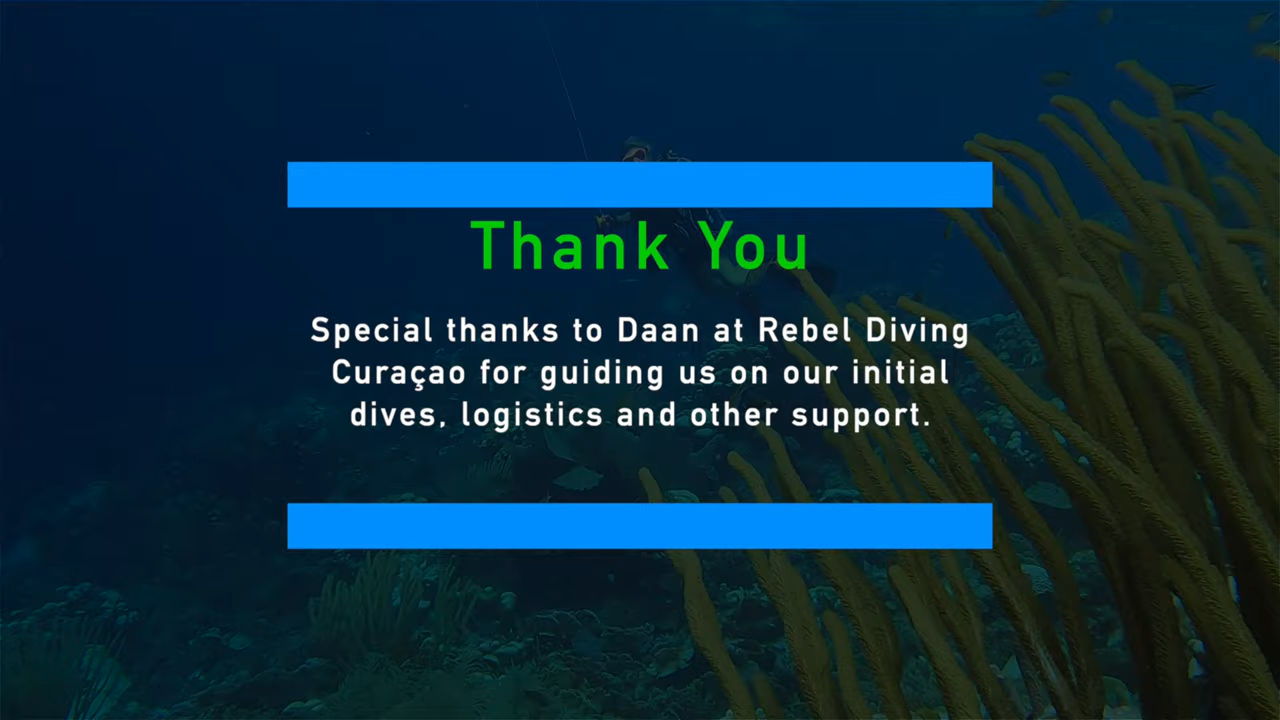 Thank You
Special thanks to Daan at Rebel Diving
Curaçao for guiding us on our initial
dives, logistics and other support.